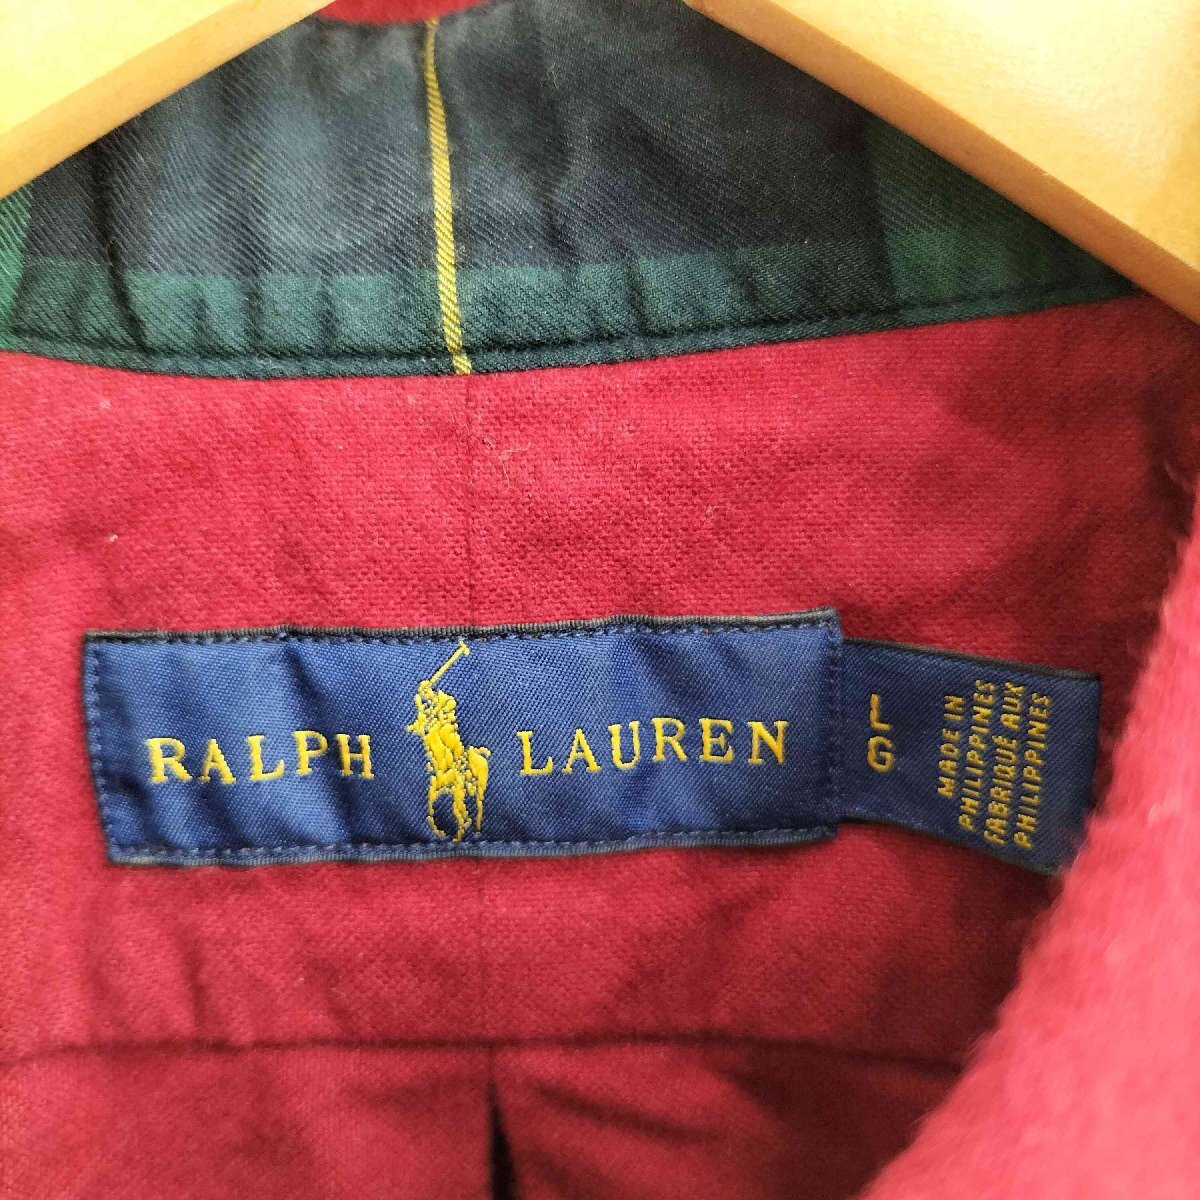 RALPH LAUREN
L
G
MADE IN
PHILIPPINES
FABRIQUÉ AUX
PHILIPPINES